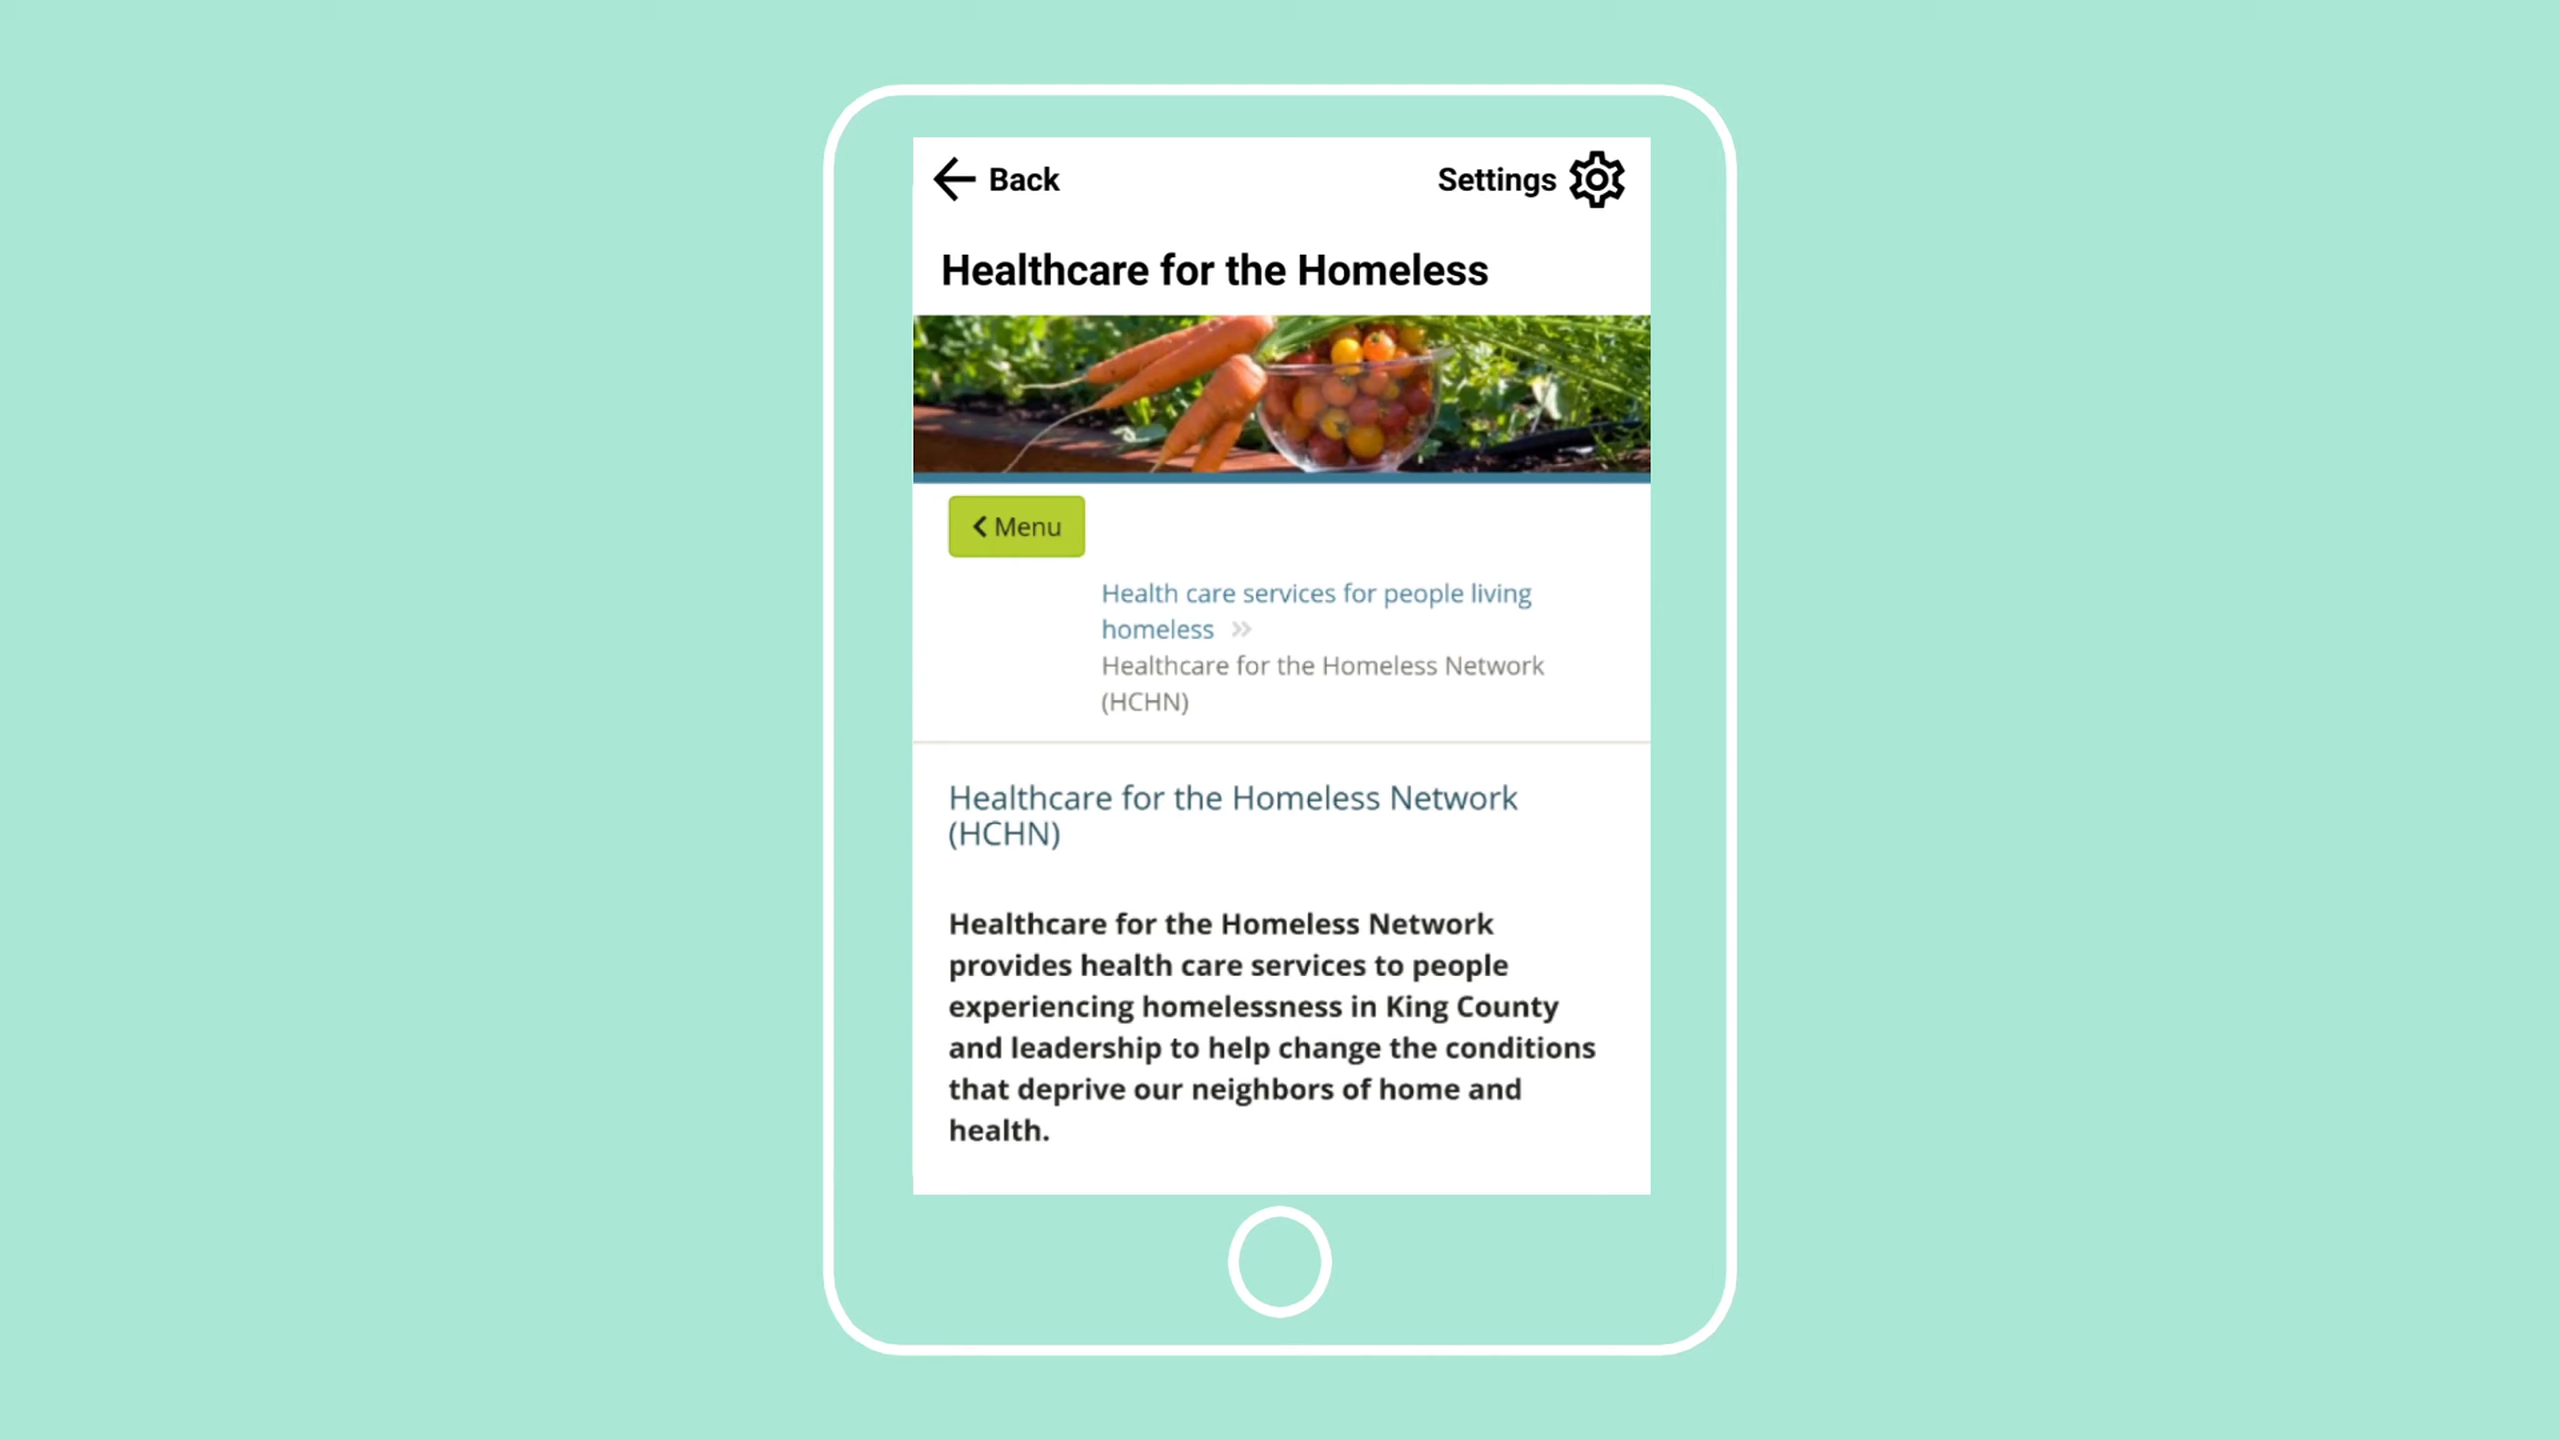 Back
Settings
Healthcare for the Homeless
Menu
Health care services for people living
homeless »
Healthcare for the Homeless Network
(HCHN)
Healthcare for the Homeless Network
(HCHN)
Healthcare for the Homeless Network
provides health care services to people
experiencing homelessness in King County
and leadership to help change the conditions
that deprive our neighbors of home and
health.